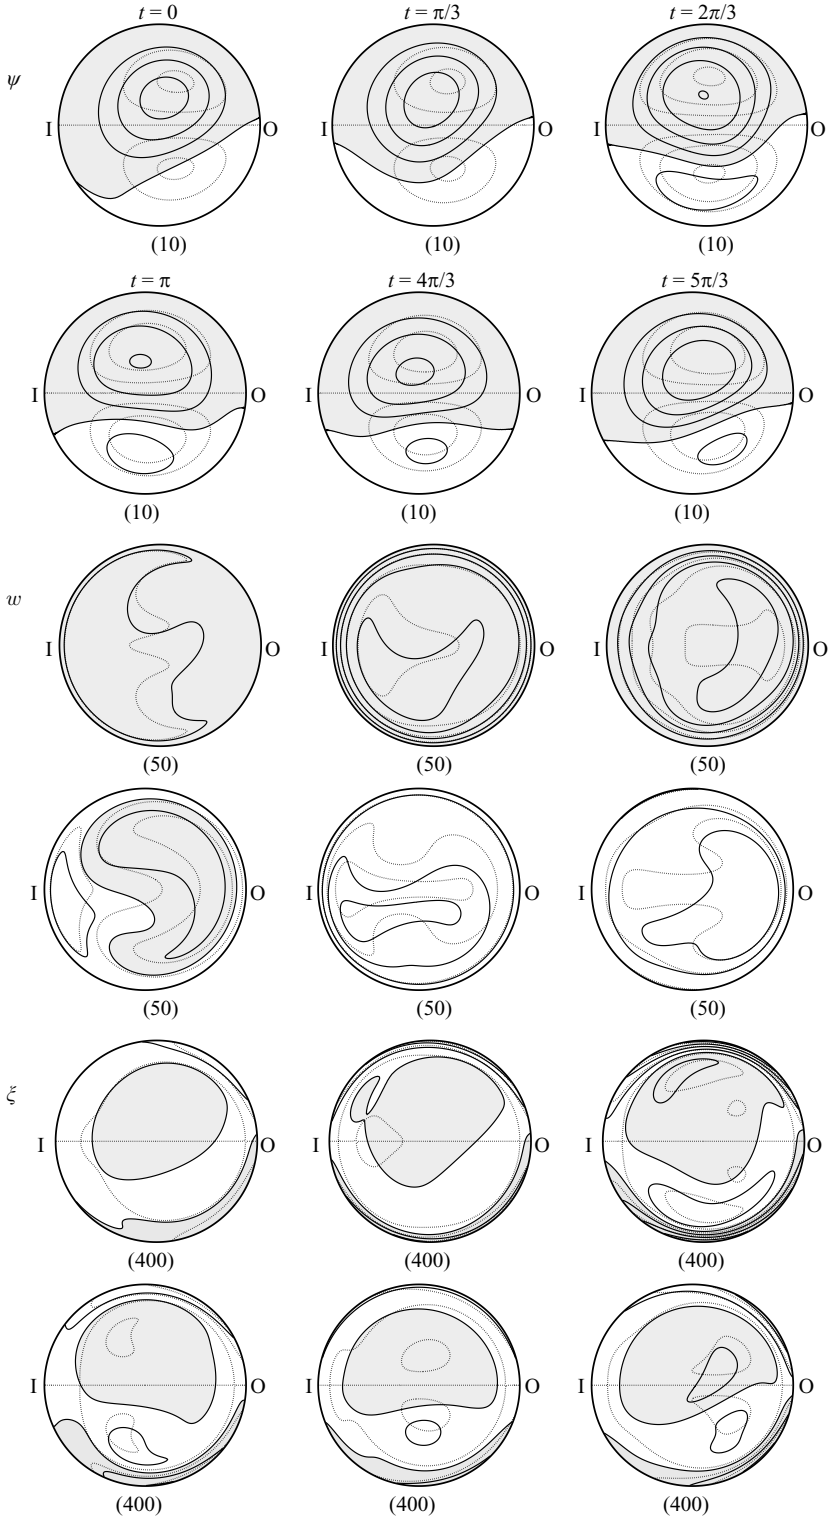 t = 0 t = π/3 t = 2π/3
ψ
I O I O I O
(10) (10) (10)
t = π t = 4π/3 t = 5π/3
I O I O I O
(10) (10) (10)
w
I O I O I O
(50) (50) (50)
I O I O I O
(50) (50) (50)
ξ
I O I O I O
(400) (400) (400)
I O I O I O
(400) (400) (400)